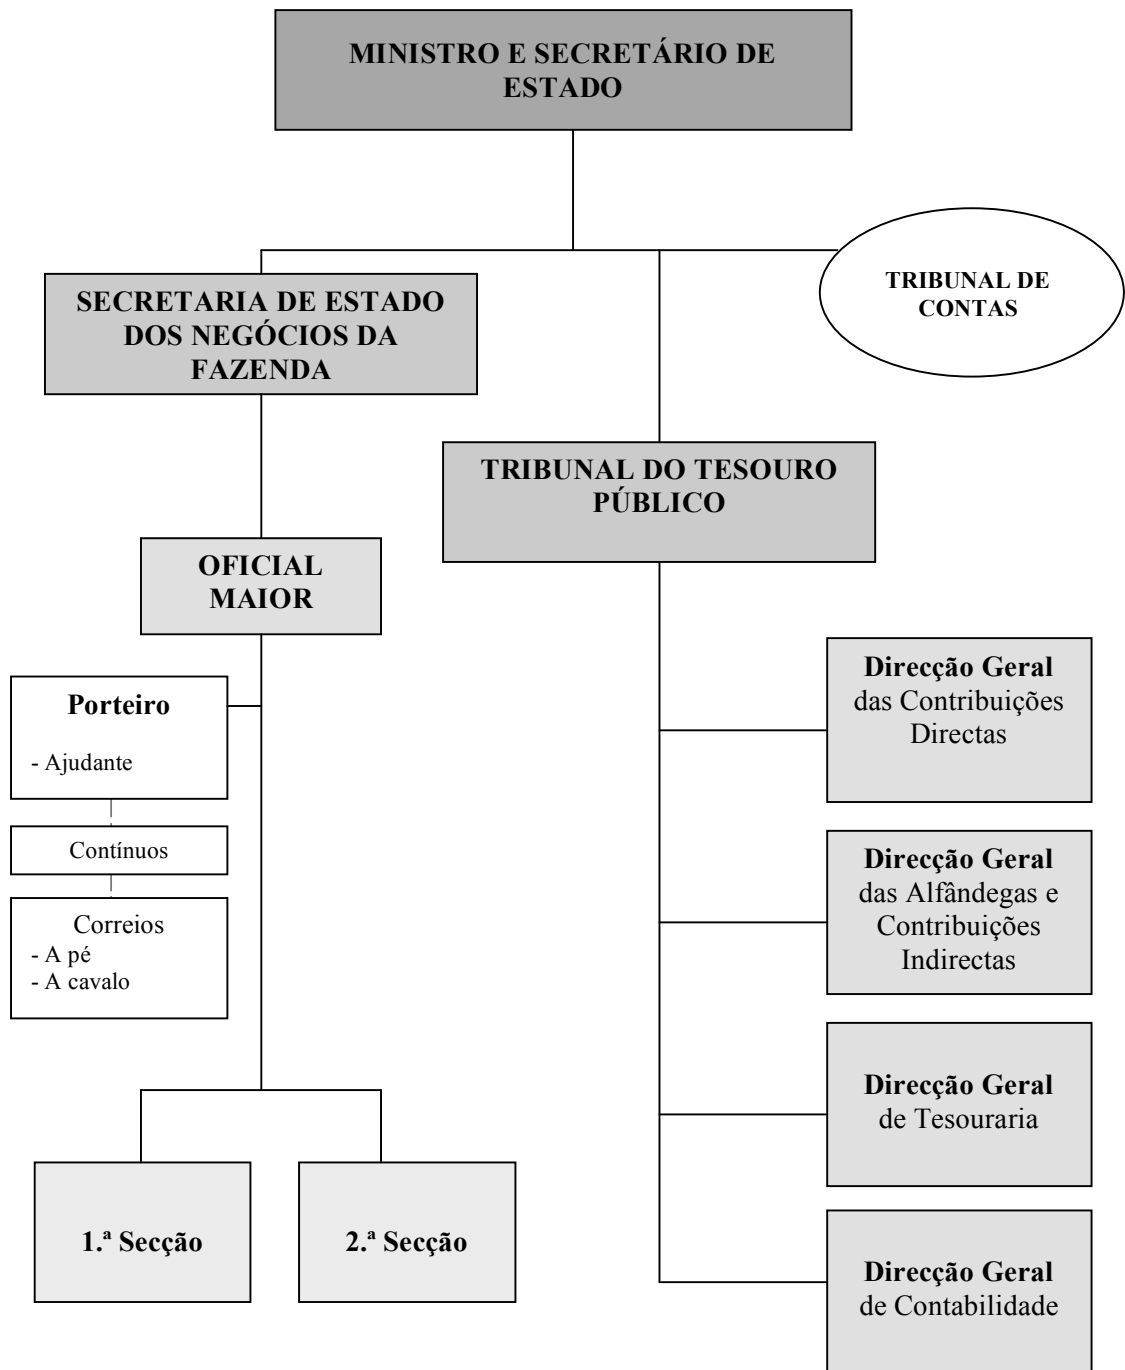 MINISTRO E SECRETÁRIO DE
ESTADO
TRIBUNAL DE
CONTAS
SECRETARIA DE ESTADO
DOS NEGÓCIOS DA
FAZENDA
TRIBUNAL DO TESOURO
PÚBLICO
OFICIAL
MAIOR
Porteiro
- Ajudante
Contínuos
Correios
- A pé
- A cavalo
1.ª Secção
2.ª Secção
Direcção Geral
das Contribuições
Directas
Direcção Geral
das Alfândegas e
Contribuições
Indirectas
Direcção Geral
de Tesouraria
Direcção Geral
de Contabilidade